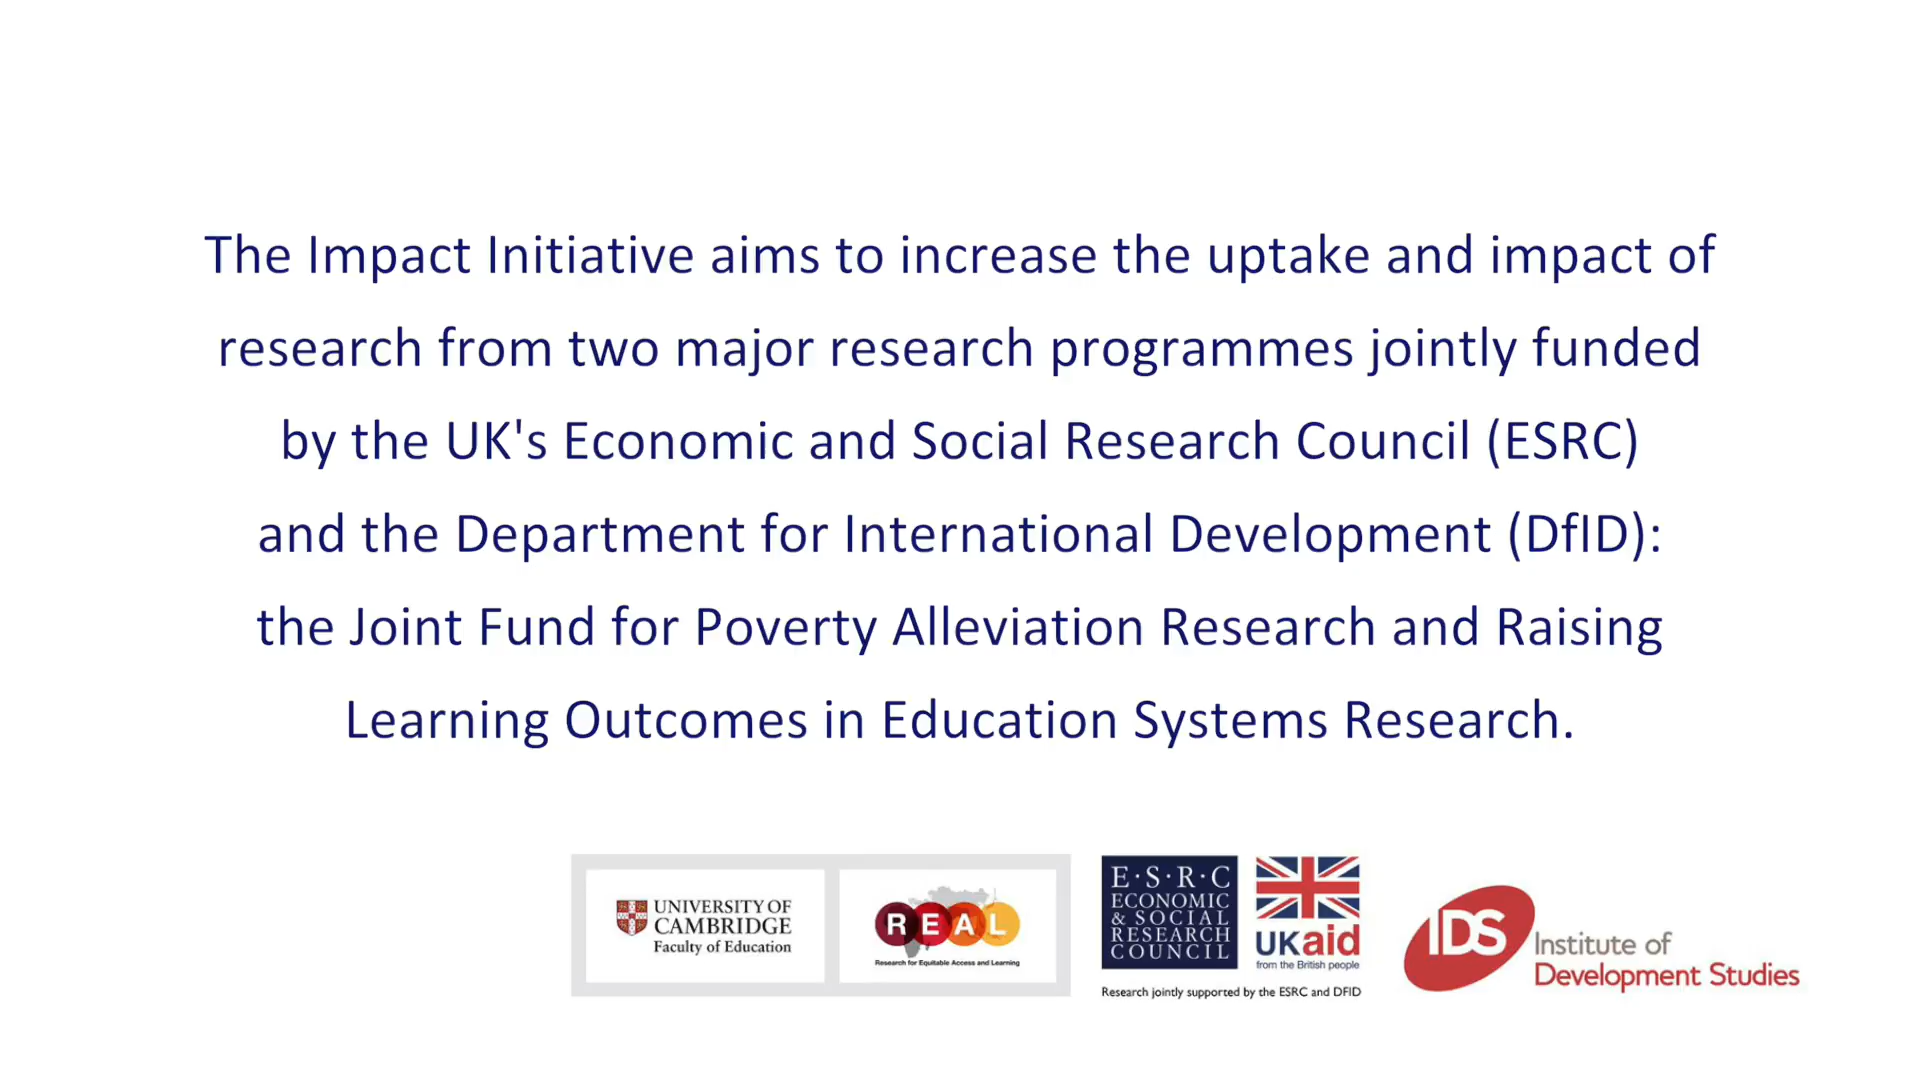 The Impact Initiative aims to increase the uptake and impact of
research from two major research programmes jointly funded
by the UK's Economic and Social Research Council (ESRC)
and the Department for International Development (DfID):
the Joint Fund for Poverty Alleviation Research and Raising
Learning Outcomes in Education Systems Research.
UNIVERSITY OF
CAMBRIDGE
Faculty of Education
REAL
Research for Equitable Access and Learning
E·S·R·C
ECONOMIC
& SOCIAL
RESEARCH
COUNCIL
UKaid
from the British people
Research jointly supported by the ESRC and DFID
IDS
Institute of
Development Studies